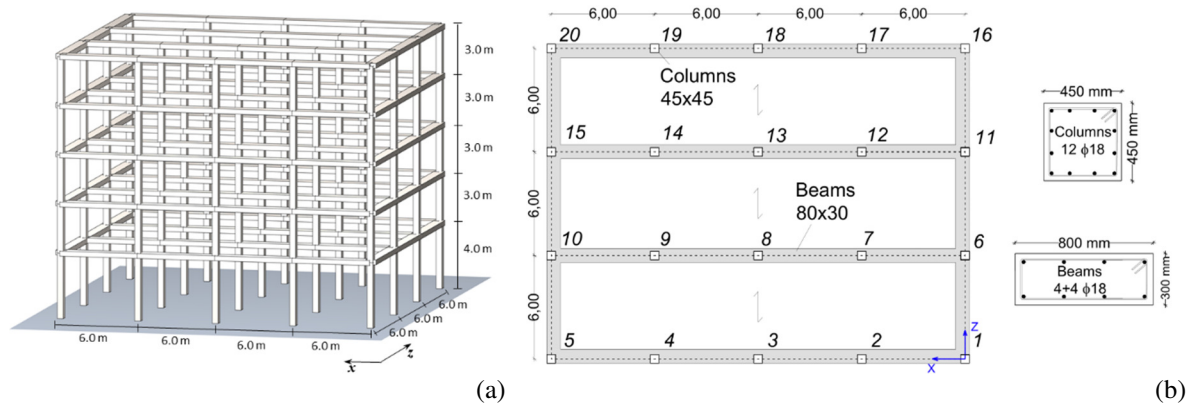 3.0 m
3.0 m
3.0 m
3.0 m
4.0 m
6.0 m
6.0 m
6.0 m
6.0 m
6.0 m
6.0 m
6.0 m
x
z
(a)
6,00
6,00
6,00
6,00
20
19
18
17
16
Columns
45x45
6,00
15
14
13
12
11
Beams
80x30
6,00
10
9
8
7
6
6,00
5
4
3
2
1
Z
X
450 mm
Columns
12 ϕ18
450 mm
800 mm
Beams
4+4 ϕ18
300 mm
(b)